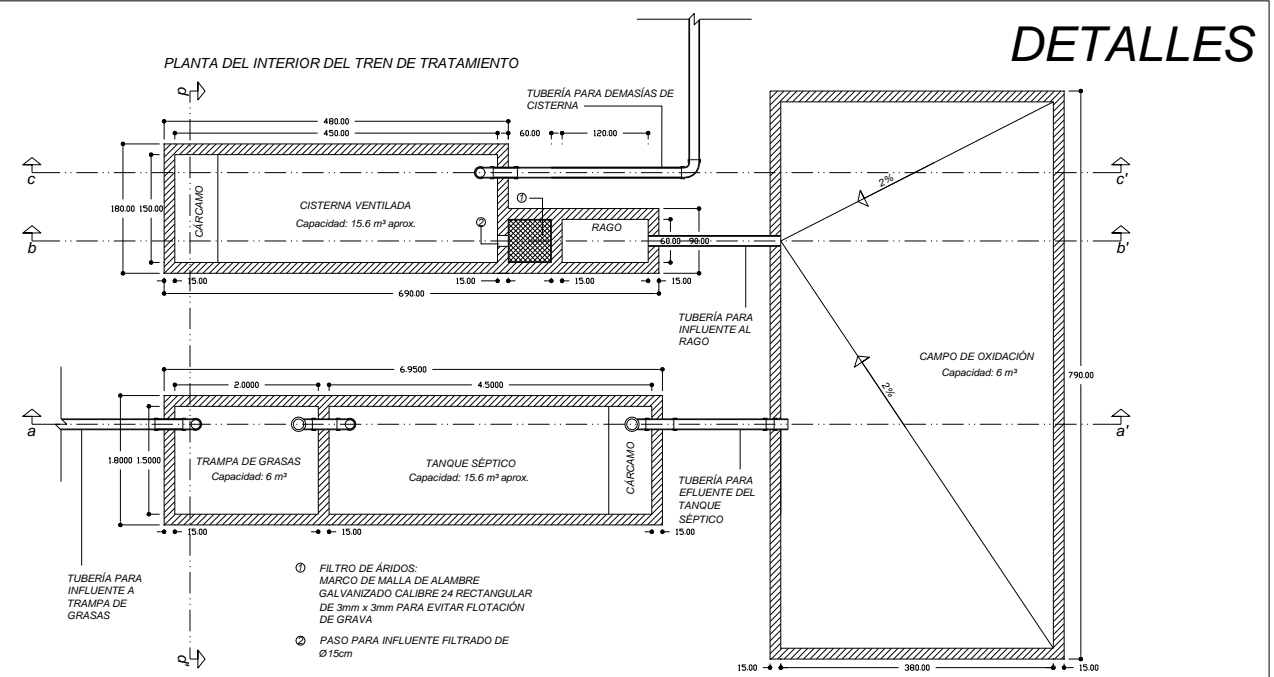 DETALLES
PLANTA DEL INTERIOR DEL TREN DE TRATAMIENTO
d
TUBERÍA PARA DEMASÍAS DE
CISTERNA
480.00
450.00
60.00
120.00
c
c'
2%
180.00
150.00
CÁRCAMO
CISTERNA VENTILADA
Capacidad: 15.6 m³ aprox.
1
2
RAGO
b
60.00
90.00
b'
15.00
15.00
15.00
15.00
690.00
TUBERÍA PARA
INFLUENTE AL
RAGO
CAMPO DE OXIDACIÓN
Capacidad: 6 m³
790.00
2%
6.9500
2.0000
4.5000
a
a'
1.8000
1.5000
TRAMPA DE GRASAS
Capacidad: 6 m³
TANQUE SÉPTICO
Capacidad: 15.6 m³ aprox.
CÁRCAMO
TUBERÍA PARA
EFLUENTE DEL
TANQUE
SÉPTICO
15.00
15.00
15.00
TUBERÍA PARA
INFLUENTE A
TRAMPA DE
GRASAS
1 FILTRO DE ÁRIDOS:
MARCO DE MALLA DE ALAMBRE
GALVANIZADO CALIBRE 24 RECTANGULAR
DE 3mm x 3mm PARA EVITAR FLOTACIÓN
DE GRAVA
2 PASO PARA INFLUENTE FILTRADO DE
Ø15cm
d'
15.00
380.00
15.00